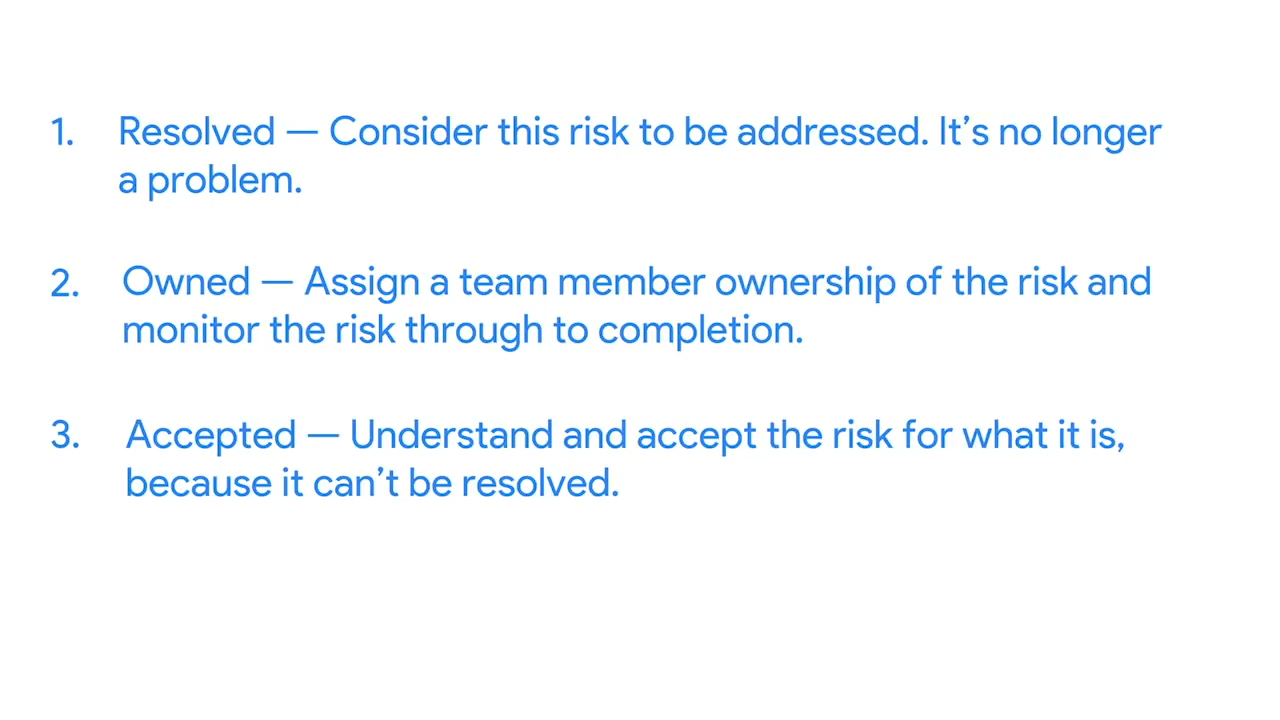 1. Resolved — Consider this risk to be addressed. It’s no longer
a problem.
2. Owned — Assign a team member ownership of the risk and
monitor the risk through to completion.
3. Accepted — Understand and accept the risk for what it is,
because it can’t be resolved.